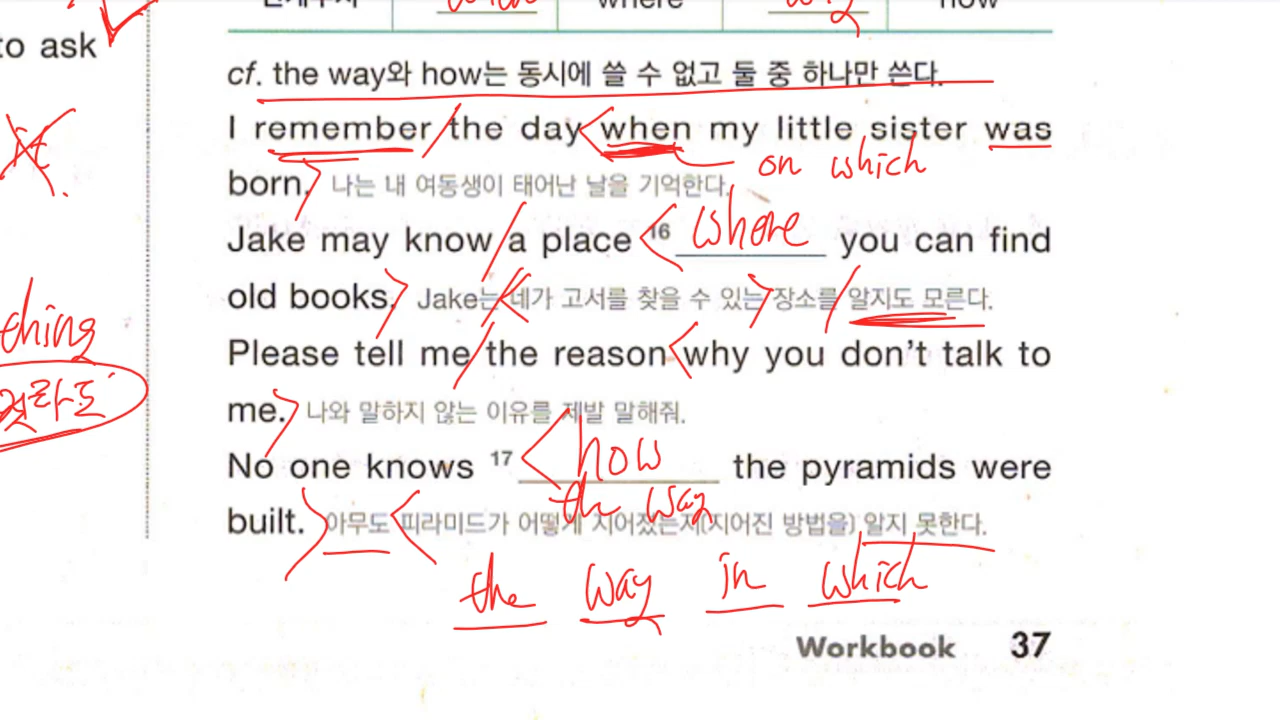 where how
to ask
cf. the way와 how는 동시에 쓸 수 없고 둘 중 하나만 쓴다.
I remember the day when my little sister was
on which
born. 나는 내 여동생이 태어난 날을 기억한다.
Jake may know a place 16 where you can find
old books. Jake는 네가 고서를 찾을 수 있는 장소를 알지도 모른다.
thing
Please tell me the reason why you don't talk to
me. 나와 말하지 않는 이유를 제발 말해줘.
No one knows 17 how the pyramids were
the way
built. 아무도 피라미드가 어떻게 지어졌는지(지어진 방법을) 알지 못한다.
the way in which
Workbook 37